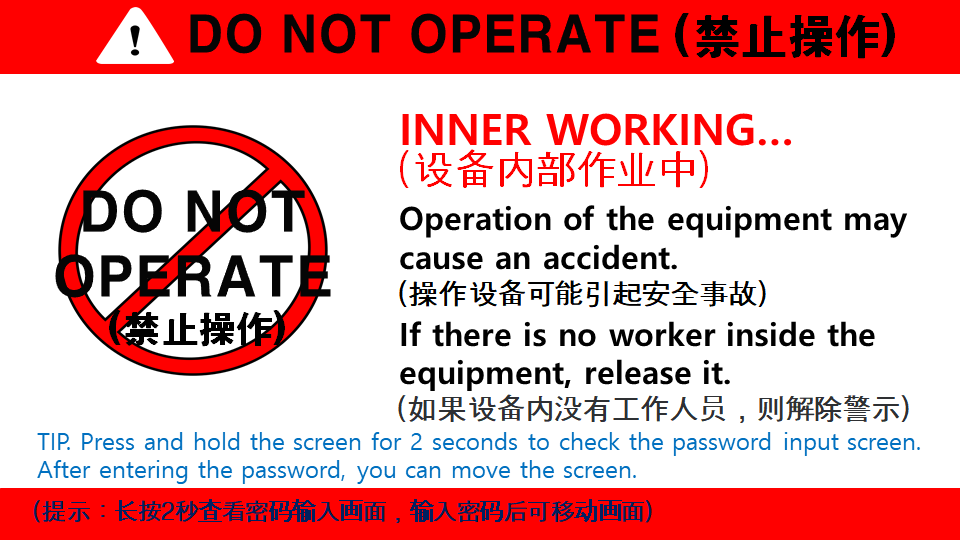 DO NOT OPERATE (禁止操作)
DO NOT
OPERATE
(禁止操作)
INNER WORKING...
(设备内部作业中)
Operation of the equipment may
cause an accident.
(操作设备可能引起安全事故)
If there is no worker inside the
equipment, release it.
(如果设备内没有工作人员，则解除警示)
TIP. Press and hold the screen for 2 seconds to check the password input screen.
After entering the password, you can move the screen.
(提示：长按2秒查看密码输入画面，输入密码后可移动画面)